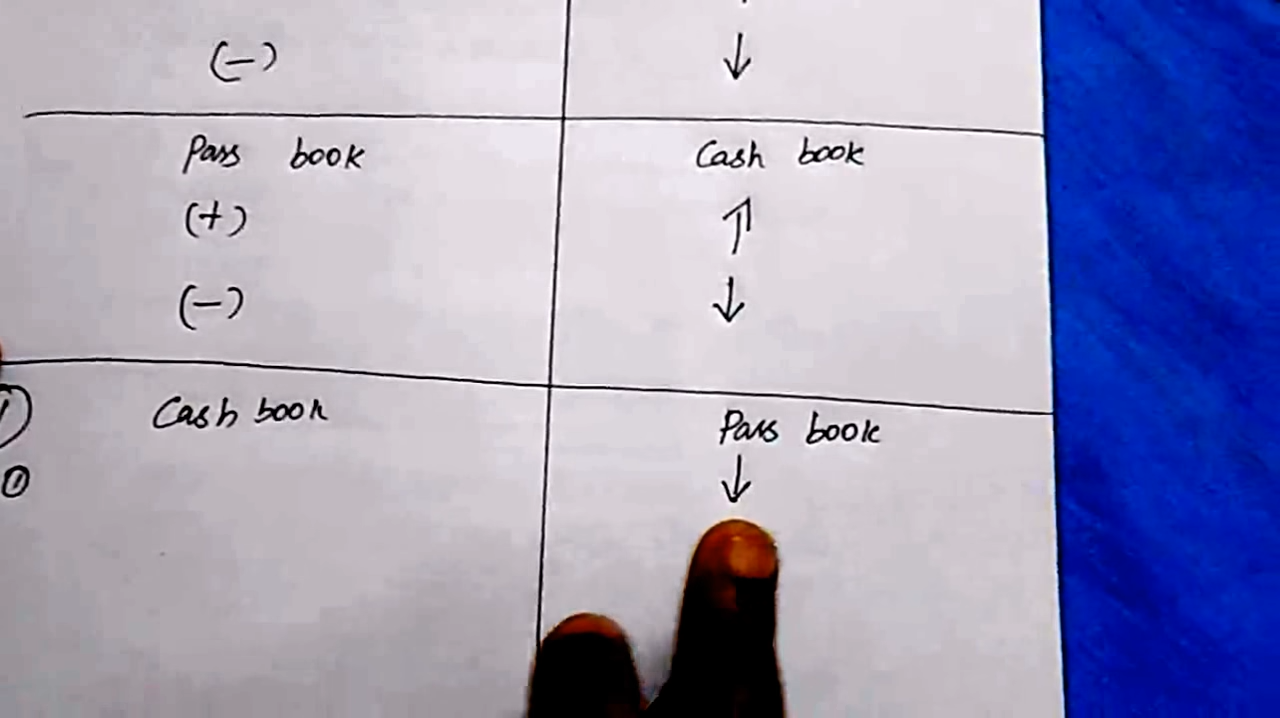 (-) ↓
Pass book Cash book
(+) ↑
(-) ↓
Cash book Pass book
① ↓